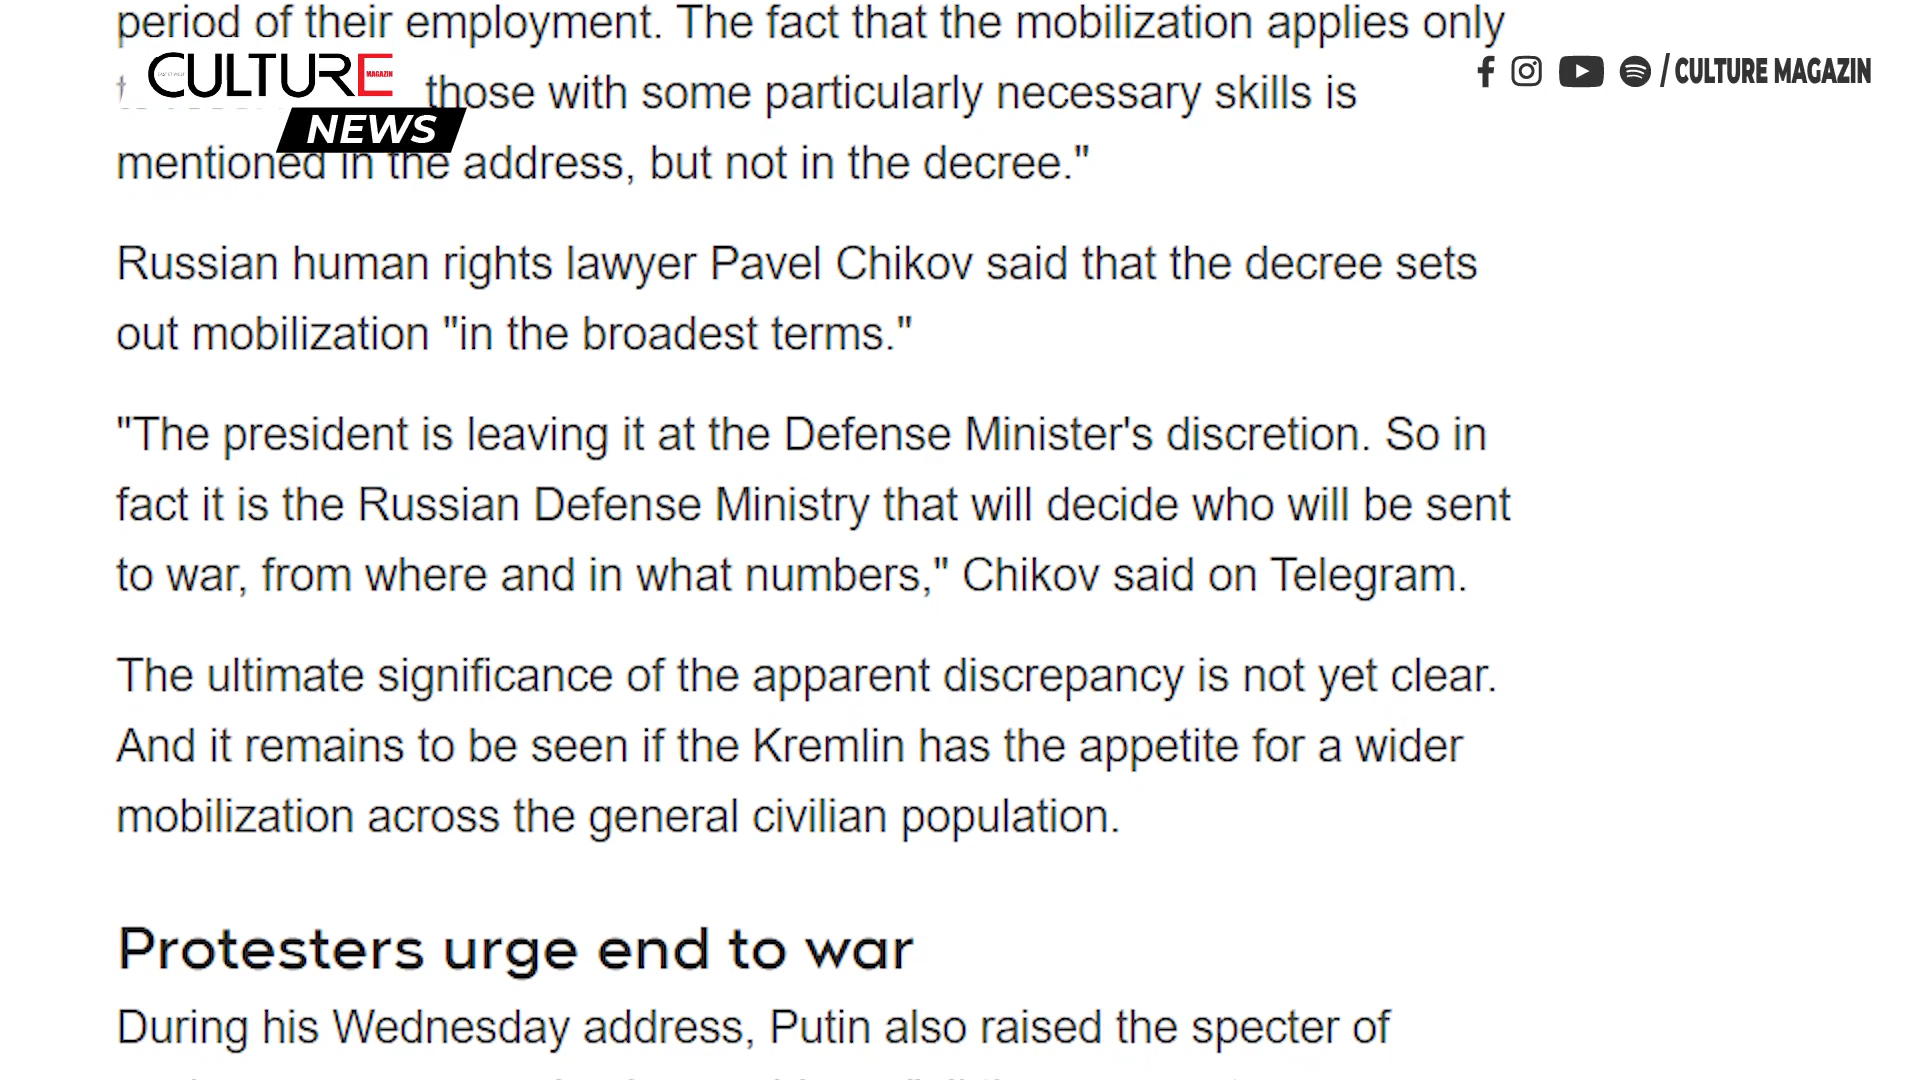 period of their employment. The fact that the mobilization applies only
CULTURE MAGAZIN
NEWS
/ CULTURE MAGAZIN
those with some particularly necessary skills is
mentioned in the address, but not in the decree."
Russian human rights lawyer Pavel Chikov said that the decree sets
out mobilization "in the broadest terms."
"The president is leaving it at the Defense Minister's discretion. So in
fact it is the Russian Defense Ministry that will decide who will be sent
to war, from where and in what numbers," Chikov said on Telegram.
The ultimate significance of the apparent discrepancy is not yet clear.
And it remains to be seen if the Kremlin has the appetite for a wider
mobilization across the general civilian population.
Protesters urge end to war
During his Wednesday address, Putin also raised the specter of